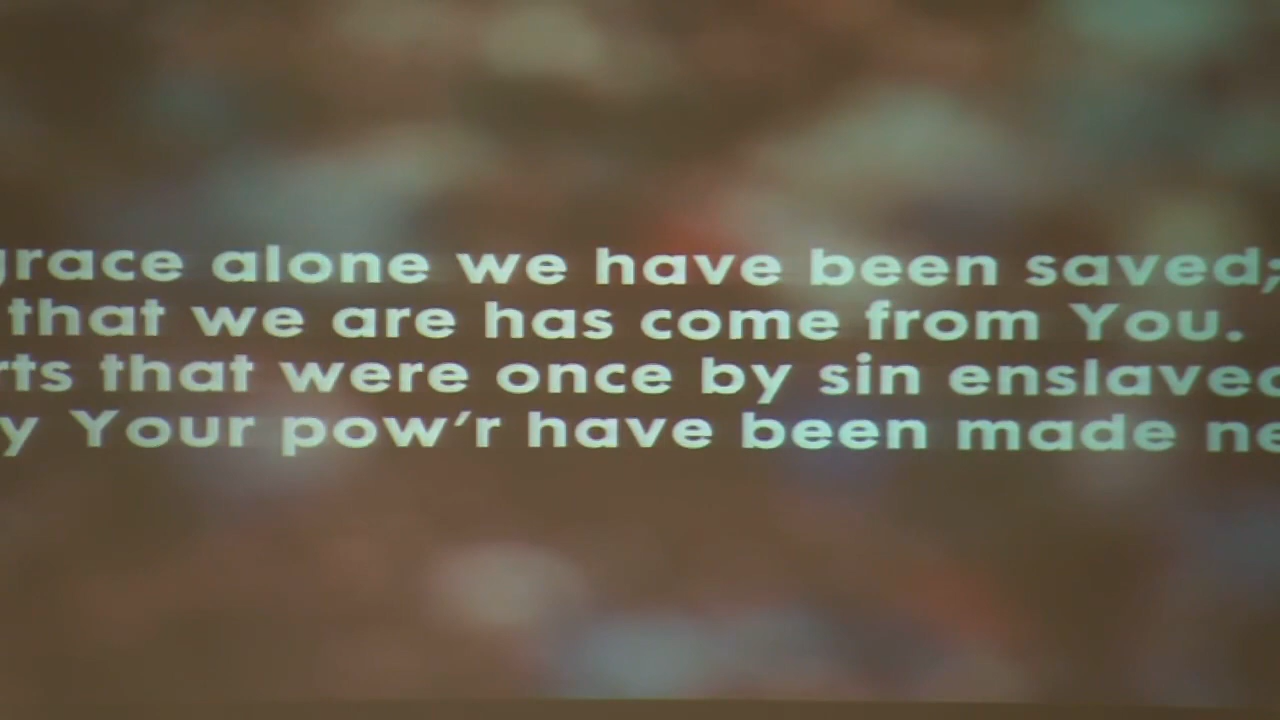 grace alone we have been saved;
that we are has come from You.
rts that were once by sin enslaved
y Your pow'r have been made ne